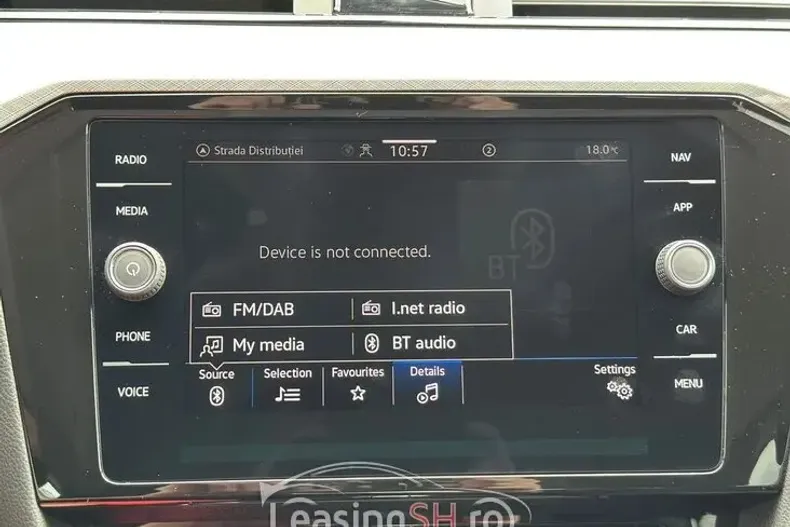 RADIO
MEDIA
PHONE
VOICE
Strada Distribuției
10:57
2
18.0°C
Device is not connected.
BT
FM/DAB
I.net radio
My media
BT audio
Source
Selection
Favourites
Details
Settings
NAV
APP
CAR
MENU
LeasingSH.ro